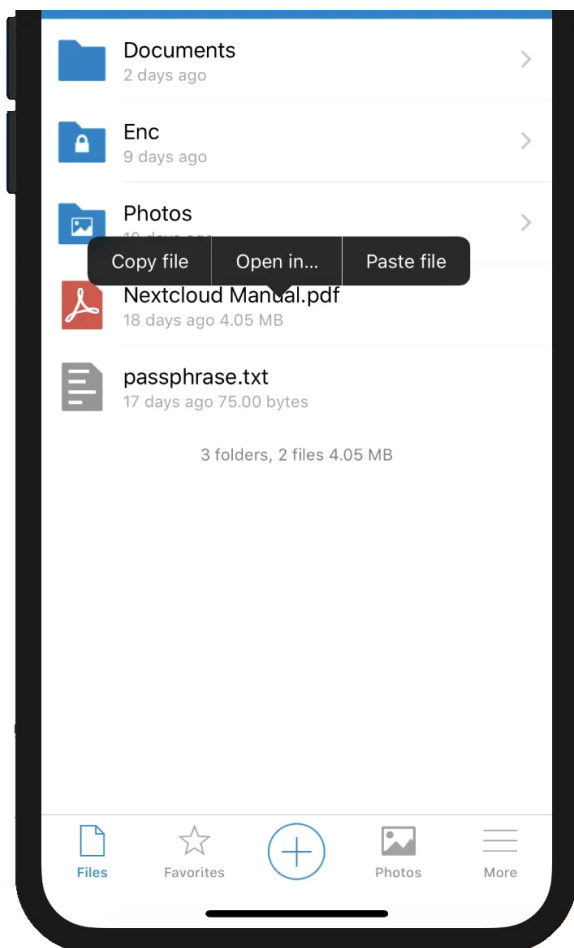 Documents
2 days ago
Enc
9 days ago
Photos
Copy file
Open in...
Paste file
Nextcloud Manual.pdf
18 days ago 4.05 MB
passphrase.txt
17 days ago 75.00 bytes
3 folders, 2 files 4.05 MB
Files
Favorites
Photos
More